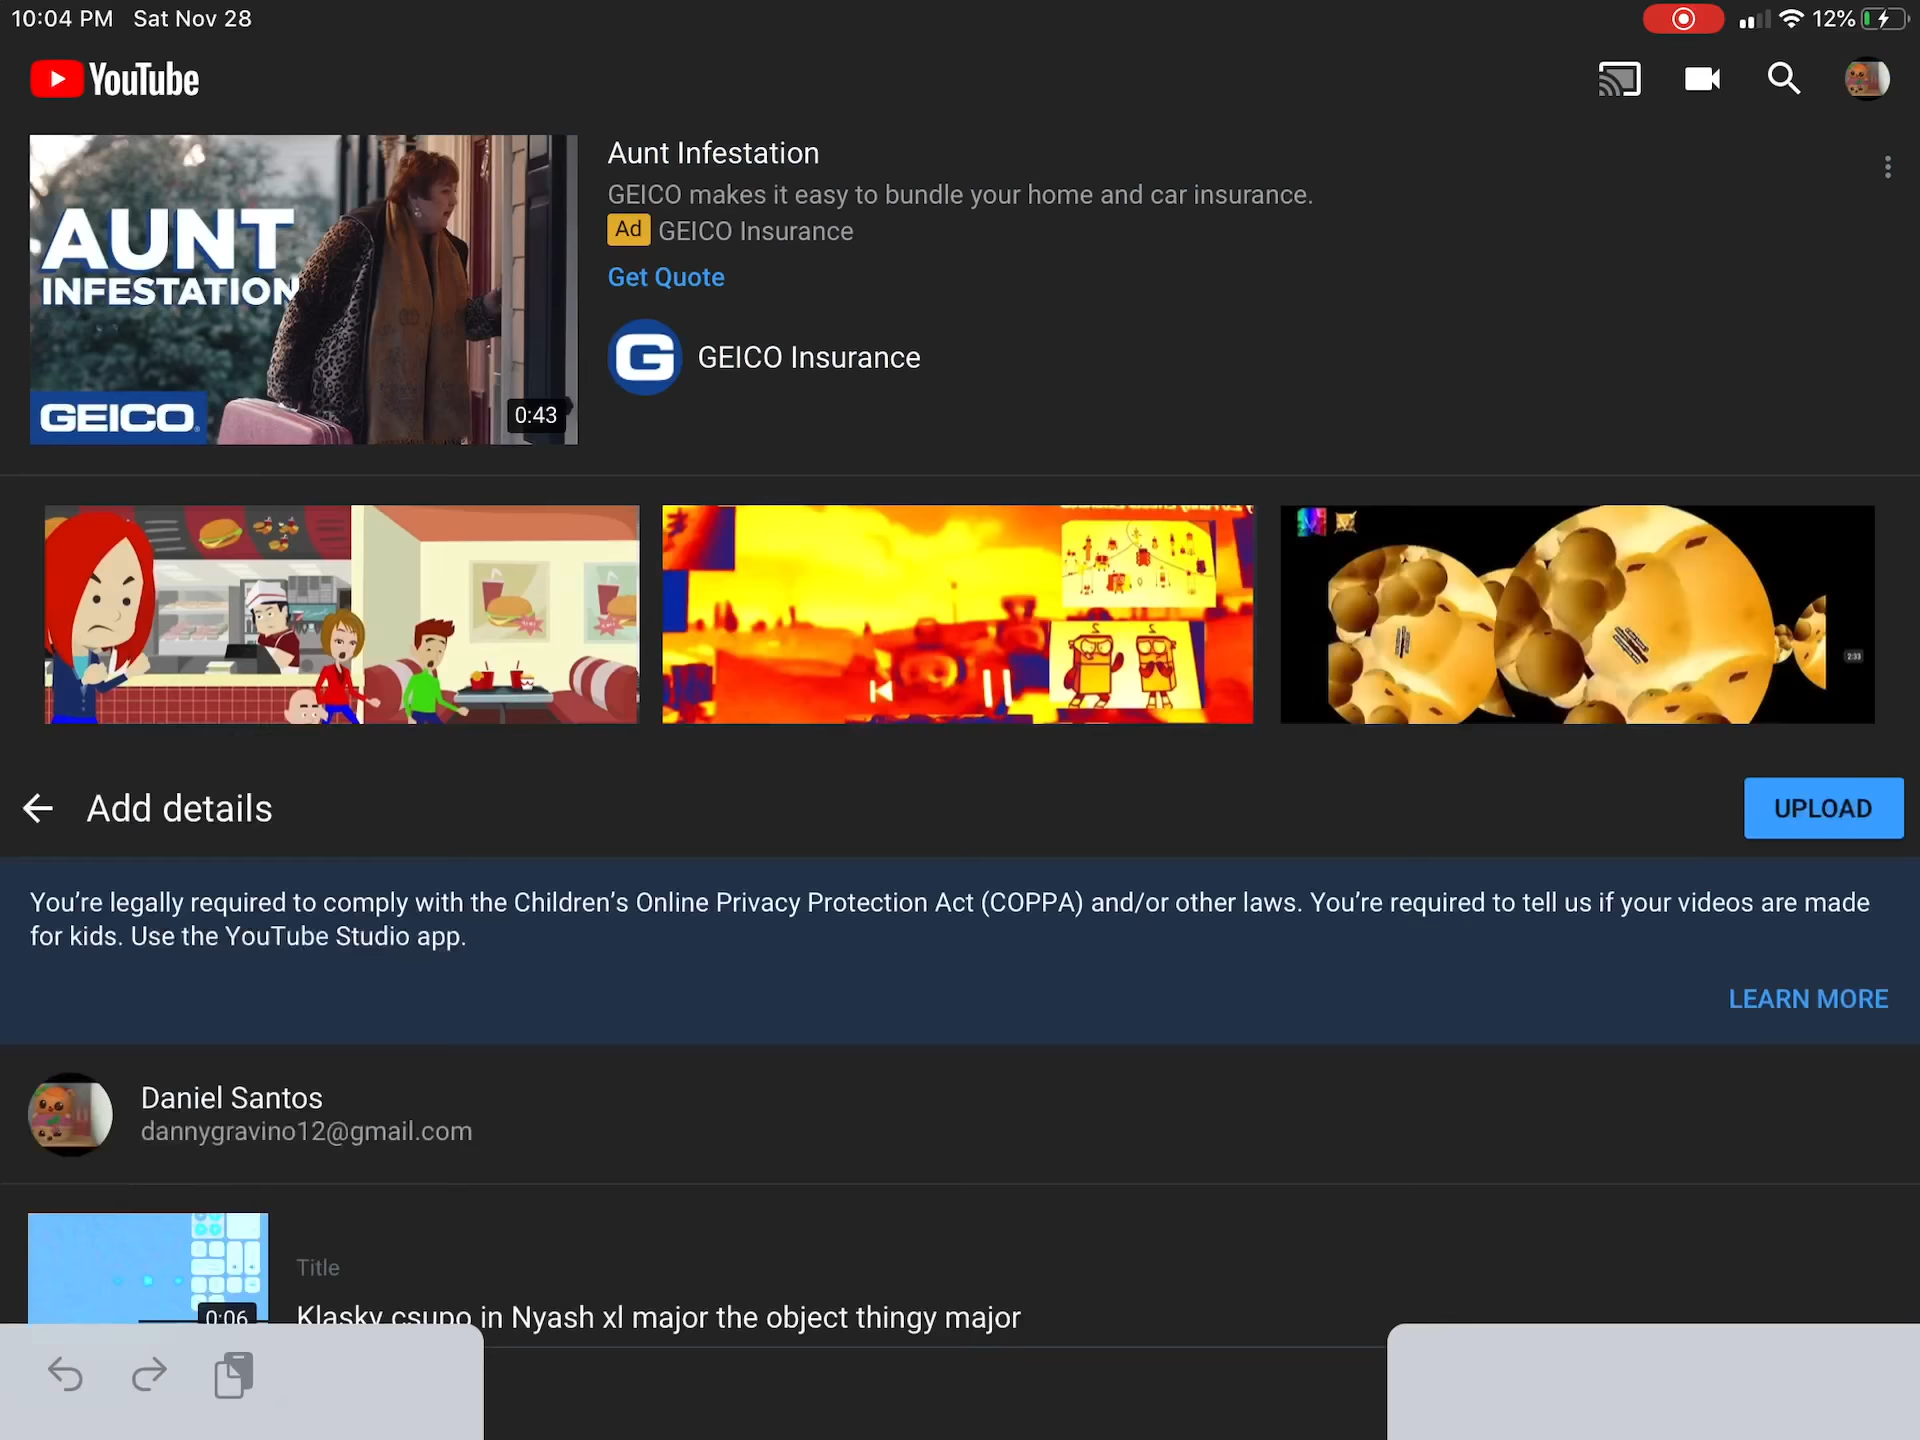 10:04 PM Sat Nov 28
12%
YouTube
AUNT
INFESTATION
GEICO
0:43
Aunt Infestation
GEICO makes it easy to bundle your home and car insurance.
Ad GEICO Insurance
Get Quote
G GEICO Insurance
2:33
Add details
UPLOAD
You're legally required to comply with the Children's Online Privacy Protection Act (COPPA) and/or other laws. You're required to tell us if your videos are made
for kids. Use the YouTube Studio app.
LEARN MORE
Daniel Santos
dannygravino12@gmail.com
0:06
Title
Klasky csupo in Nyash xl major the object thingy major